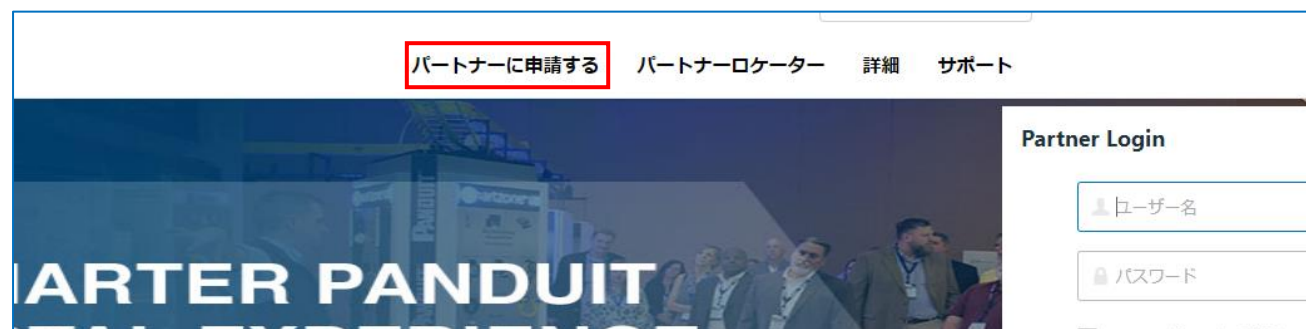 パートナーに申請する パートナーロケーター 詳細 サポート
Partner Login
ユーザー名
パスワード
PANDUIT
ARTER PANDUIT